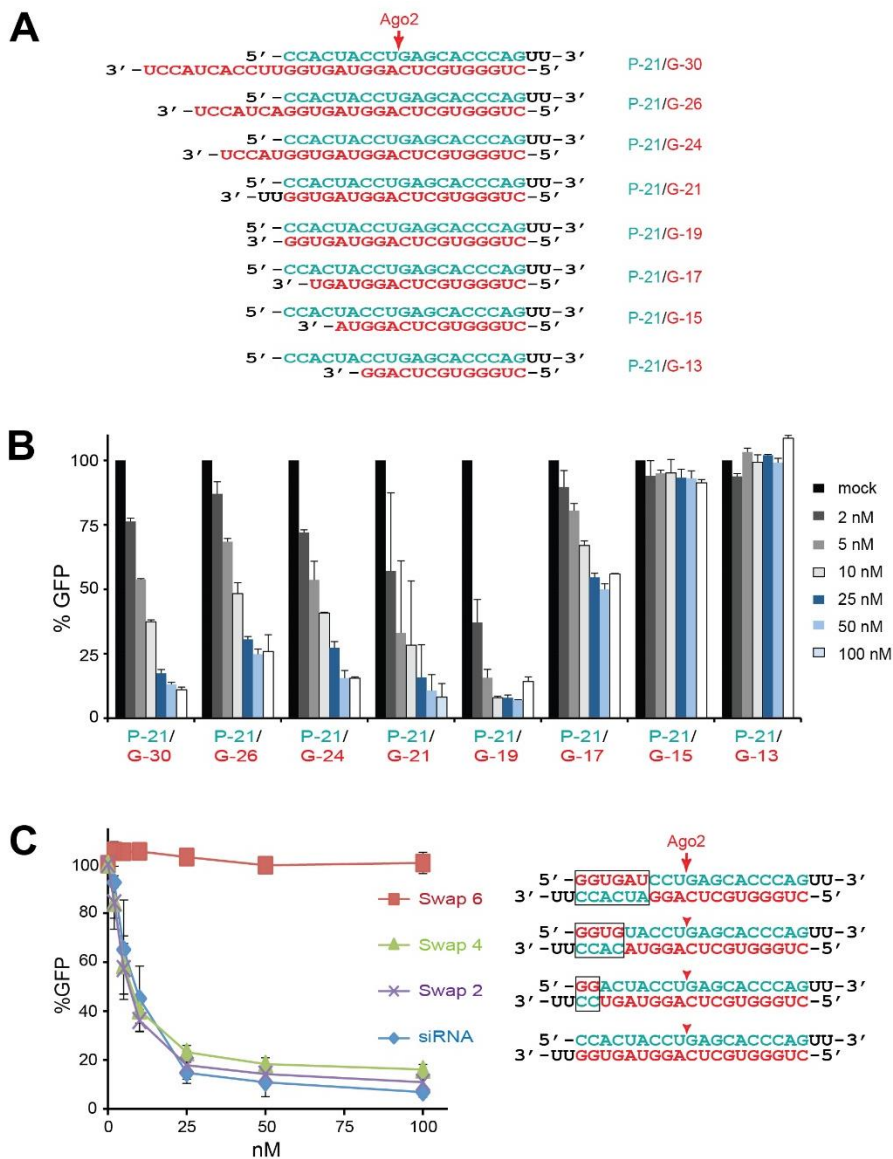 A
Ago2
5’-CCACUACCUGAGCACCCAGUU-3’
3’-UCCAUCACCUUGGUGAUGGACUCGUGGGUC-5’
P-21/G-30
5’-CCACUACCUGAGCACCCAGUU-3’
3’-UCCAUCAGGUGAUGGACUCGUGGGUC-5’
P-21/G-26
5’-CCACUACCUGAGCACCCAGUU-3’
3’-UCCAUGGUGAUGGACUCGUGGGUC-5’
P-21/G-24
5’-CCACUACCUGAGCACCCAGUU-3’
3’-UUGGUGAUGGACUCGUGGGUC-5’
P-21/G-21
5’-CCACUACCUGAGCACCCAGUU-3’
3’-GGUGAUGGACUCGUGGGUC-5’
P-21/G-19
5’-CCACUACCUGAGCACCCAGUU-3’
3’-UGAUGGACUCGUGGGUC-5’
P-21/G-17
5’-CCACUACCUGAGCACCCAGUU-3’
3’-AUGGACUCGUGGGUC-5’
P-21/G-15
5’-CCACUACCUGAGCACCCAGUU-3’
3’-GGACUCGUGGGUC-5’
P-21/G-13
B
% GFP
100
75
50
25
0
P-21/
G-30
P-21/
G-26
P-21/
G-24
P-21/
G-21
P-21/
G-19
P-21/
G-17
P-21/
G-15
P-21/
G-13
mock
2 nM
5 nM
10 nM
25 nM
50 nM
100 nM
C
%GFP
100
80
60
40
20
0
0
25
50
75
100
nM
Swap 6
Swap 4
Swap 2
siRNA
Ago2
5’-GGUGAUCCUGAGCACCCAGUU-3’
3’-UUCCACUAGGACUCGUGGGUC-5’
5’-GGUGUACCUGAGCACCCAGUU-3’
3’-UUCCACAUGGACUCGUGGGUC-5’
5’-GGACUACCUGAGCACCCAGUU-3’
3’-UUCCUGAUGGACUCGUGGGUC-5’
5’-CCACUACCUGAGCACCCAGUU-3’
3’-UUGGUGAUGGACUCGUGGGUC-5’